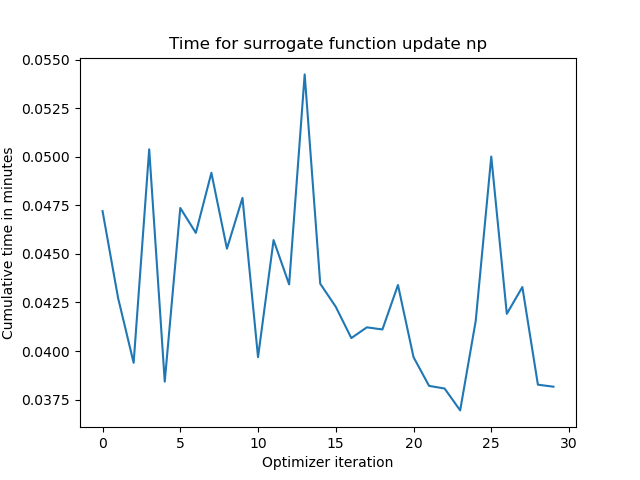 Time for surrogate function update np
Cumulative time in minutes
0.0550
0.0525
0.0500
0.0475
0.0450
0.0425
0.0400
0.0375
0 5 10 15 20 25 30
Optimizer iteration